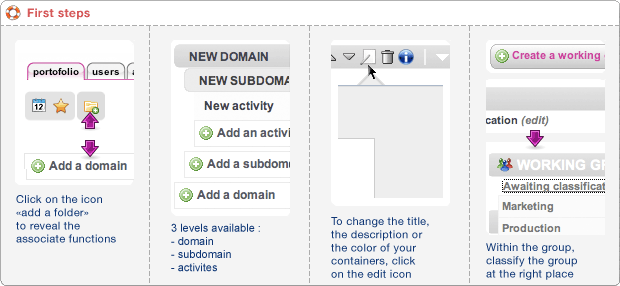 First steps
portofolio
users
12
Add a domain
Click on the icon
«add a folder»
to reveal the
associate functions
NEW DOMAIN
NEW SUBDOMA
New activity
Add an activi
Add a subdom
Add a domain
3 levels available :
- domain
- subdomain
- activites
To change the title,
the description or
the color of your
containers, click
on the edit icon
Create a working
cation (edit)
WORKING GR
Awaiting classificat
Marketing
Production
Within the group,
classify the group
at the right place